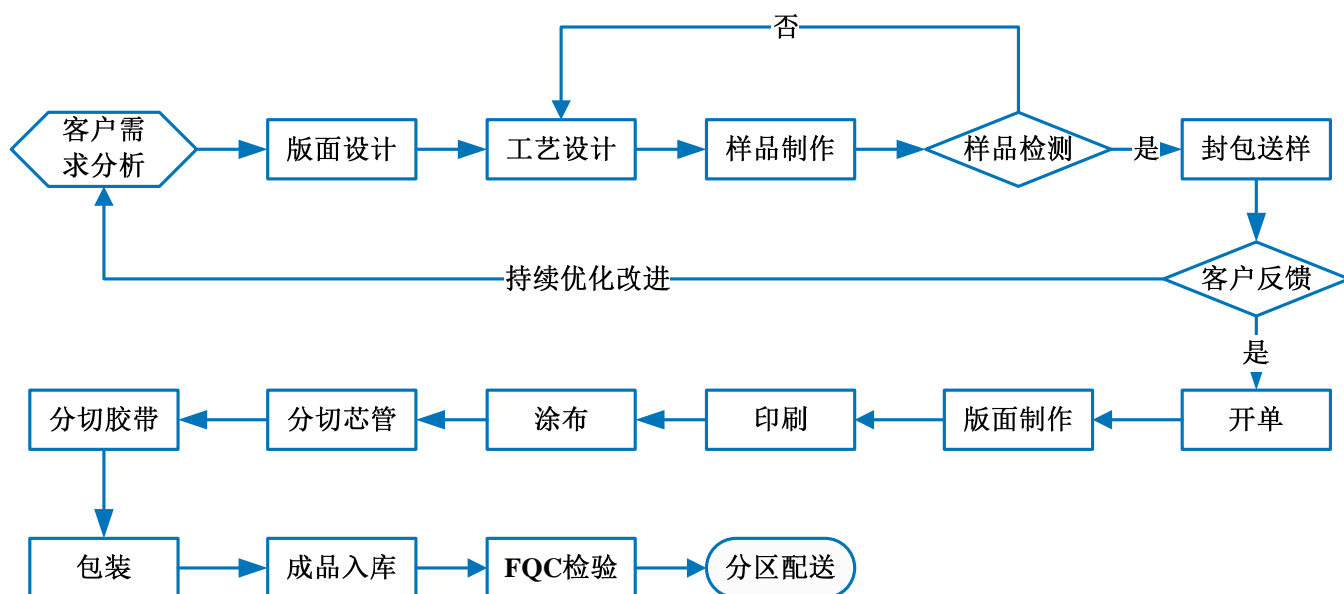 否
客户需
求分析
版面设计
工艺设计
样品制作
样品检测
是
封包送样
持续优化改进
客户反馈
是
分切胶带
分切芯管
涂布
印刷
版面制作
开单
包装
成品入库
FQC检验
分区配送